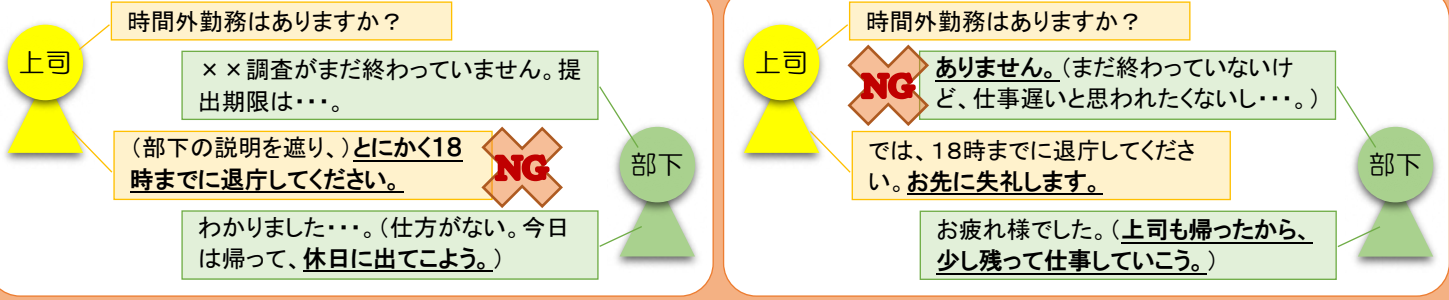 時間外勤務はありますか？
上司
××調査がまだ終わっていません。提
出期限は・・・。
（部下の説明を遮り、）とにかく18
時までに退庁してください。
NG
部下
わかりました・・・。（仕方がない。今日
は帰って、休日に出てこよう。）
時間外勤務はありますか？
上司
NG
ありません。（まだ終わっていないけ
ど、仕事遅いと思われたくないし・・・。）
では、１８時までに退庁してくださ
い。お先に失礼します。
部下
お疲れ様でした。（上司も帰ったから、
少し残って仕事していこう。）